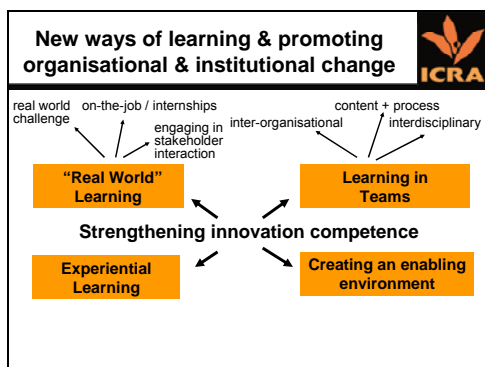 New ways of learning & promoting
organisational & institutional change
ICRA
real world
challenge
on-the-job / internships
engaging in
stakeholder
interaction
content + process
inter-organisational
interdisciplinary
“Real World”
Learning
Learning in
Teams
Strengthening innovation competence
Experiential
Learning
Creating an enabling
environment